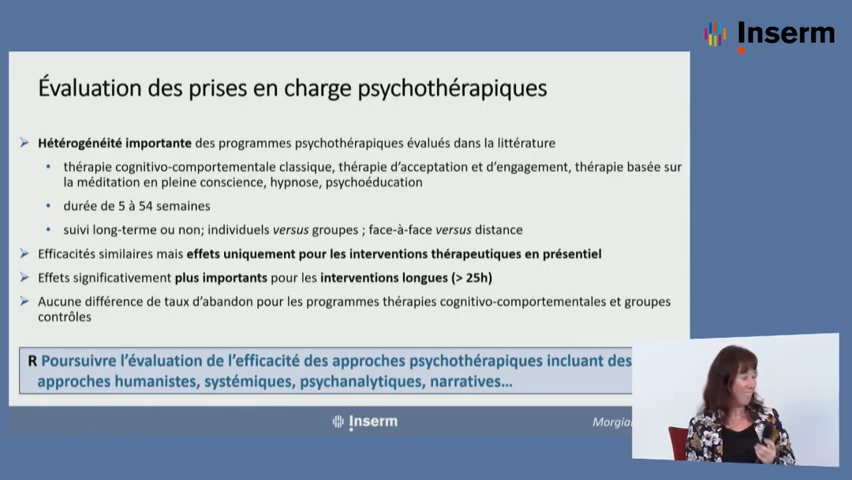 Inserm
Évaluation des prises en charge psychothérapiques
Hétérogénéité importante des programmes psychothérapiques évalués dans la littérature
thérapie cognitivo-comportementale classique, thérapie d'acceptation et d'engagement, thérapie basée sur
la méditation en pleine conscience, hypnose, psychoéducation
durée de 5 à 54 semaines
suivi long-terme ou non; individuels versus groupes ; face-à-face versus distance
Efficacités similaires mais effets uniquement pour les interventions thérapeutiques en présentiel
Effets significativement plus importants pour les interventions longues (> 25h)
Aucune différence de taux d'abandon pour les programmes thérapies cognitivo-comportementales et groupes
contrôles
R Poursuivre l'évaluation de l'efficacité des approches psychothérapiques incluant des
approches humanistes, systémiques, psychanalytiques, narratives...
Inserm